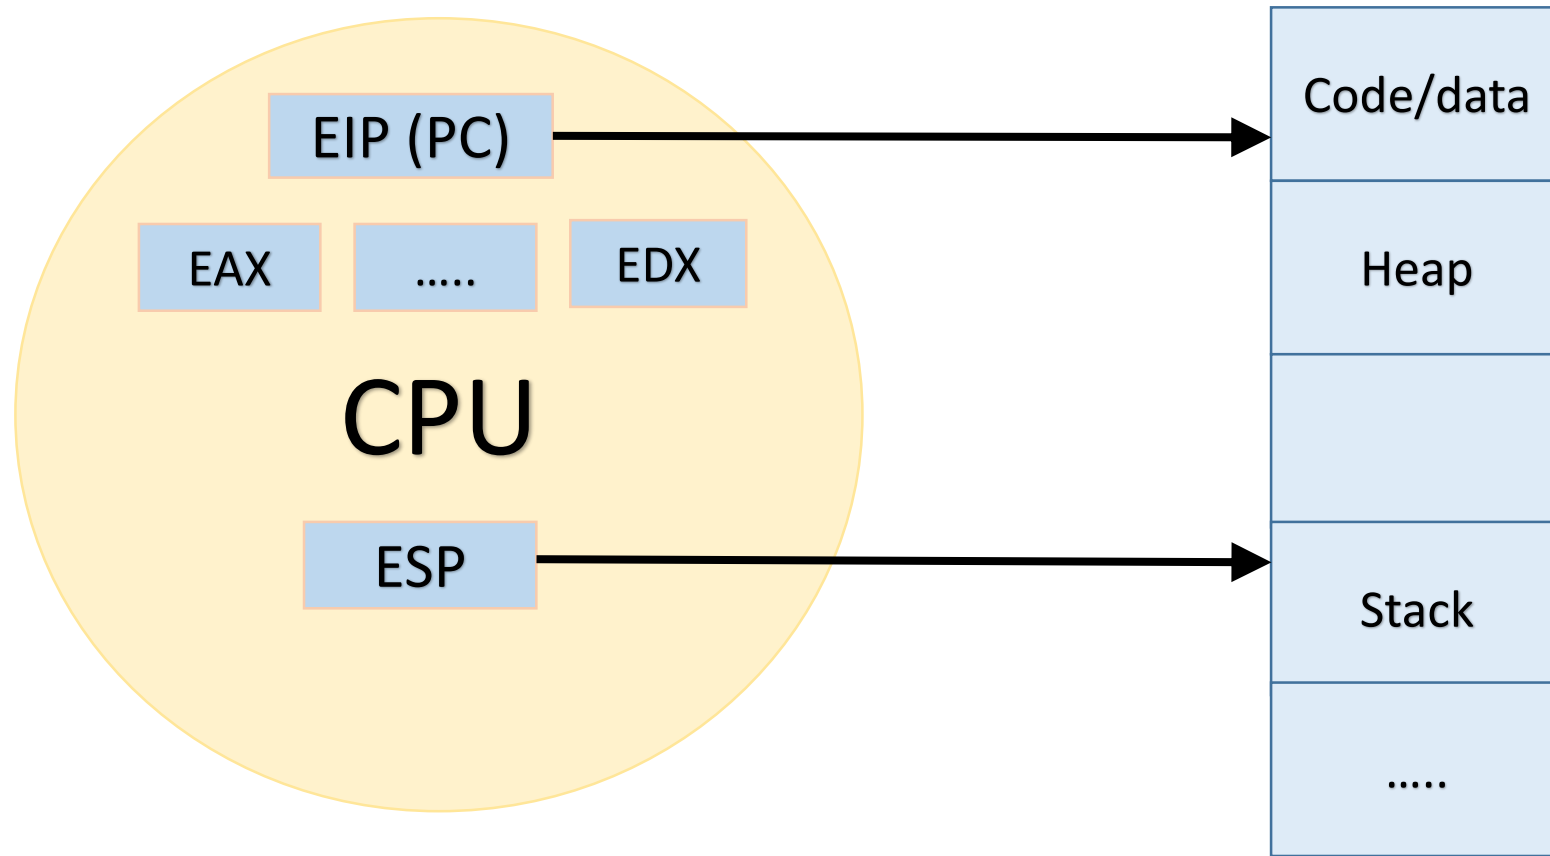 EIP (PC)
EAX
…..
EDX
CPU
ESP
Code/data
Heap
Stack
…..